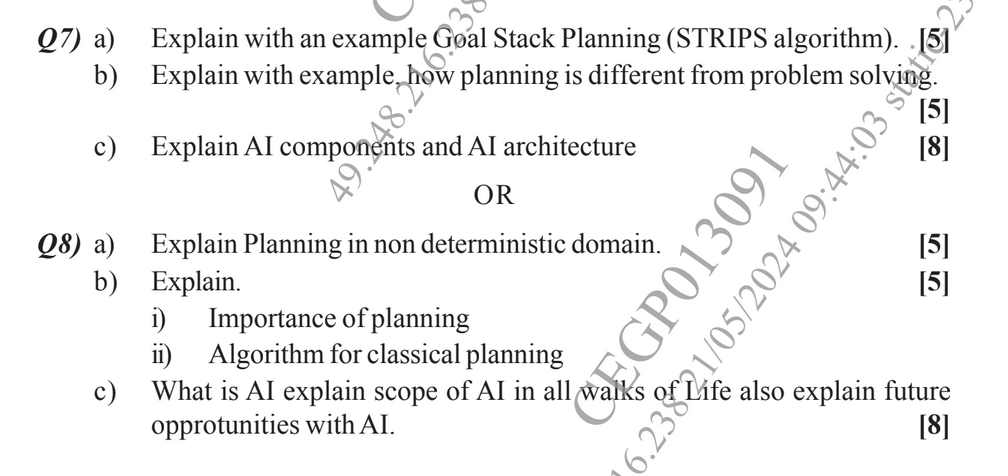 Q7) a) Explain with an example Goal Stack Planning (STRIPS algorithm). [5]
b) Explain with example, how planning is different from problem solving.
[5]
c) Explain AI components and AI architecture [8]
OR
Q8) a) Explain Planning in non deterministic domain. [5]
b) Explain. [5]
i) Importance of planning
ii) Algorithm for classical planning
c) What is AI explain scope of AI in all walks of Life also explain future
opprotunities with AI. [8]
CEGP013091
49.248.216.238
16.238 21/05/2024 09:44:03 static-23